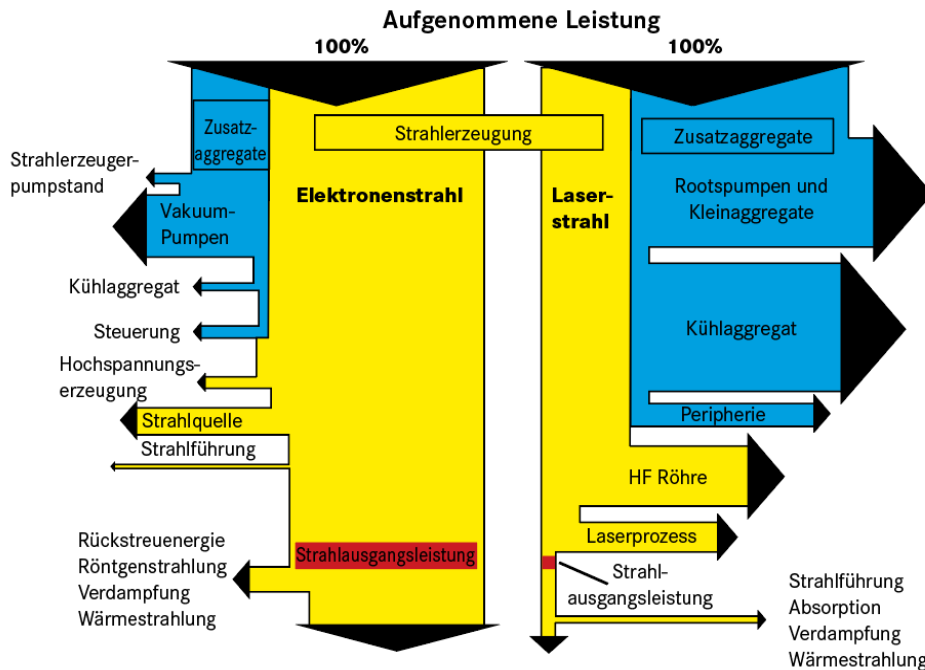 Aufgenommene Leistung
100%
100%
Zusatz-
aggregate
Strahlerzeugung
Zusatzaggregate
Strahlerzeuger-
pumpstand
Elektronenstrahl
Laser-
strahl
Rootspumpen und
Kleinaggregate
Vakuum-
Pumpen
Kühlaggregat
Steuerung
Kühlaggregat
Hochspannungs-
erzeugung
Strahlquelle
Peripherie
Strahlführung
HF Röhre
Laserprozess
Rückstreuenergie
Röntgenstrahlung
Verdampfung
Wärmestrahlung
Strahlausgangsleistung
Strahl-
ausgangsleistung
Strahlführung
Absorption
Verdampfung
Wärmestrahlung